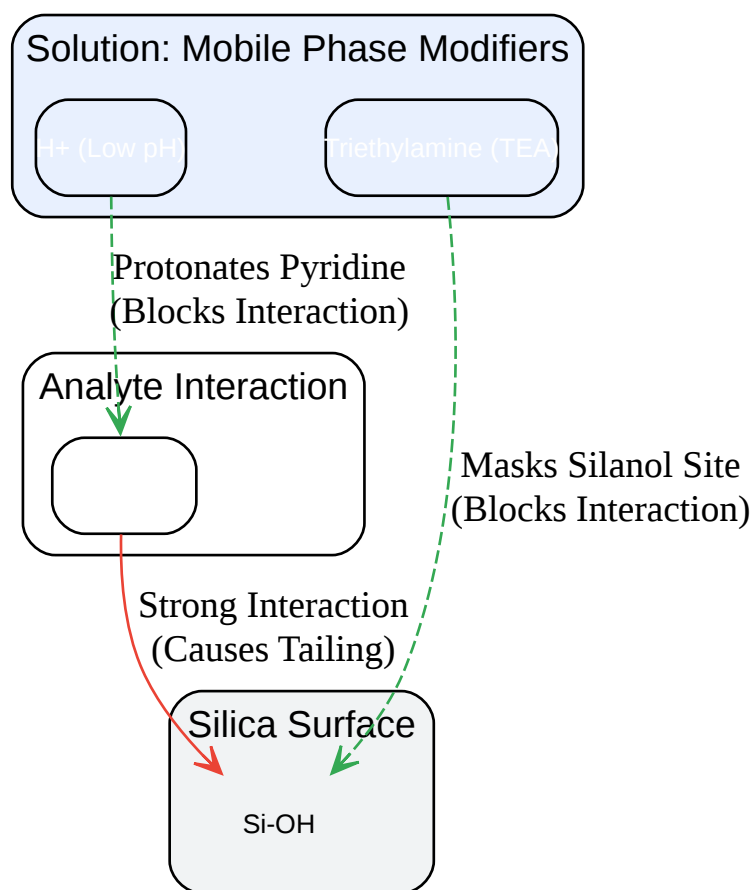 Solution: Mobile Phase Modifiers
H+ (Low pH)
Triethylamine (TEA)
Protonates Pyridine
(Blocks Interaction)
Analyte Interaction
Masks Silanol Site
(Blocks Interaction)
Strong Interaction
(Causes Tailing)
Silica Surface
Si-OH